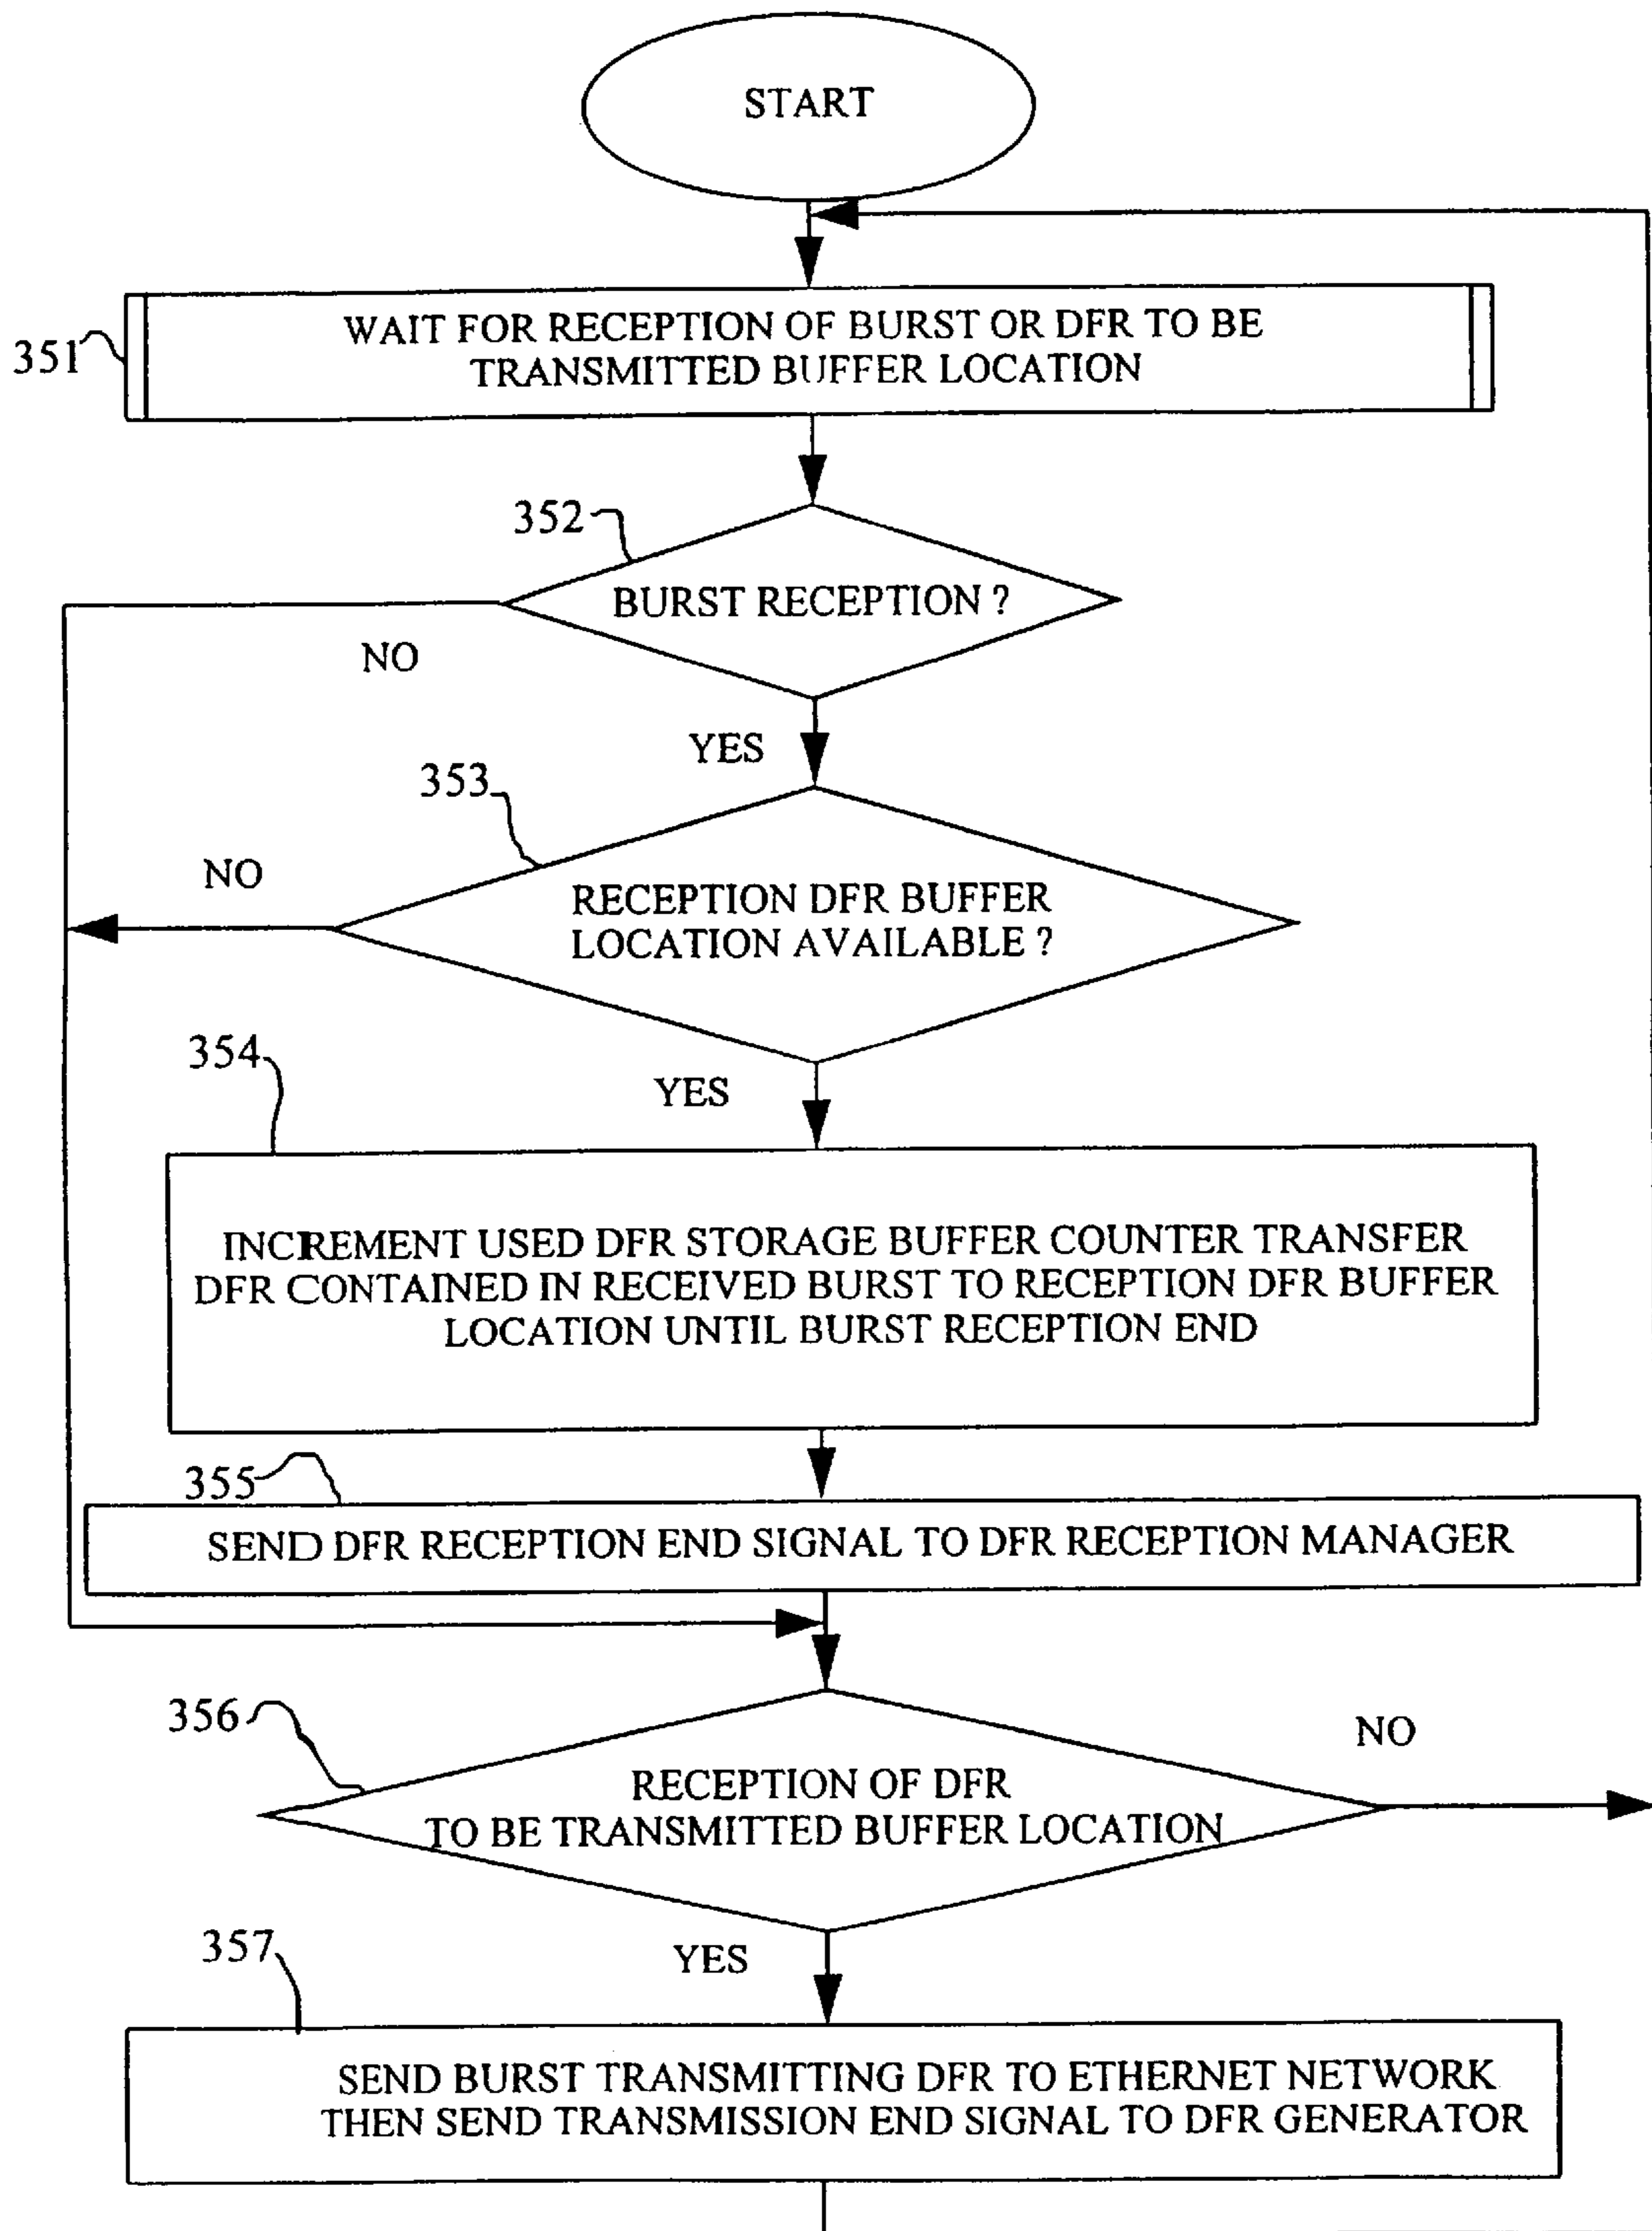 START
351
WAIT FOR RECEPTION OF BURST OR DFR TO BE
TRANSMITTED BUFFER LOCATION
352
BURST RECEPTION ?
NO
YES
353
NO
RECEPTION DFR BUFFER
LOCATION AVAILABLE ?
354
YES
INCREMENT USED DFR STORAGE BUFFER COUNTER TRANSFER
DFR CONTAINED IN RECEIVED BURST TO RECEPTION DFR BUFFER
LOCATION UNTIL BURST RECEPTION END
355
SEND DFR RECEPTION END SIGNAL TO DFR RECEPTION MANAGER
356
NO
RECEPTION OF DFR
TO BE TRANSMITTED BUFFER LOCATION
357
YES
SEND BURST TRANSMITTING DFR TO ETHERNET NETWORK
THEN SEND TRANSMISSION END SIGNAL TO DFR GENERATOR